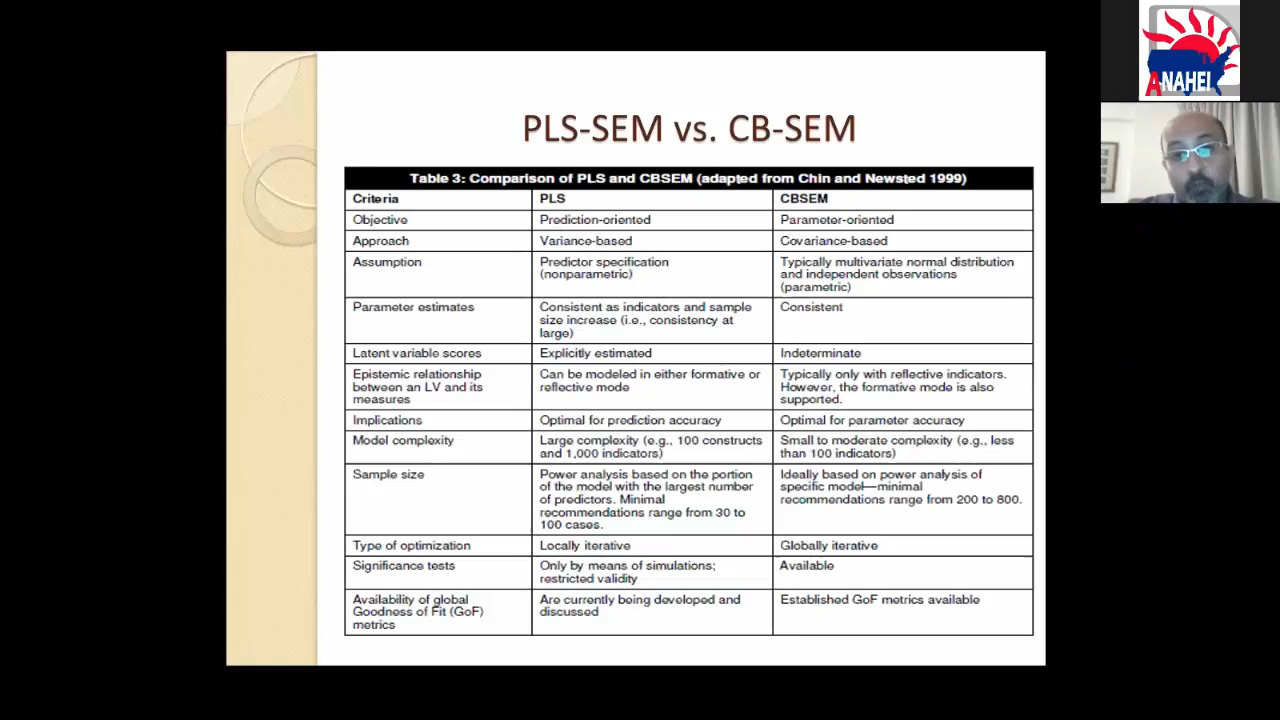 PLS-SEM vs. CB-SEM
Table 3: Comparison of PLS and CBSEM (adapted from Chin and Newsted 1999)
Criteria PLS CBSEM
Objective Prediction-oriented Parameter-oriented
Approach Variance-based Covariance-based
Assumption
Predictor specification
(nonparametric)
Typically multivariate normal distribution
and independent observations
(parametric)
Parameter estimates
Consistent as indicators and sample
size increase (i.e., consistency at
large)
Consistent
Latent variable scores Explicitly estimated Indeterminate
Epistemic relationship
between an LV and its
measures
Can be modeled in either formative or
reflective mode
Typically only with reflective indicators.
However, the formative mode is also
supported.
Implications Optimal for prediction accuracy Optimal for parameter accuracy
Model complexity
Large complexity (e.g., 100 constructs
and 1,000 indicators)
Small to moderate complexity (e.g., less
than 100 indicators)
Sample size
Power analysis based on the portion
of the model with the largest number
of predictors. Minimal
recommendations range from 30 to
100 cases.
Ideally based on power analysis of
specific model—minimal
recommendations range from 200 to 800.
Type of optimization Locally iterative Globally iterative
Significance tests
Only by means of simulations;
restricted validity
Available
Availability of global
Goodness of Fit (GoF)
metrics
Are currently being developed and
discussed
Established GoF metrics available
ANAHEI